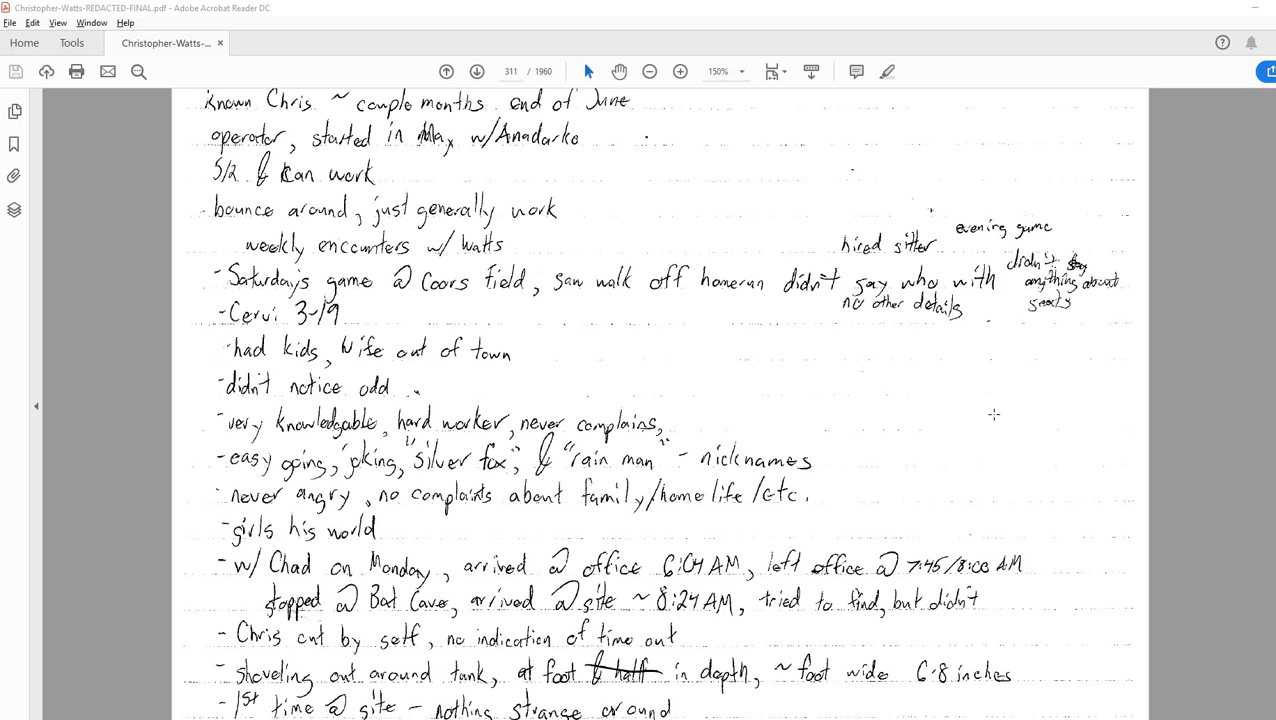 Christopher-Watts-REDACTED-FINAL.pdf - Adobe Acrobat Reader DC
File Edit View Window Help
Home Tools Christopher-Watts-... ×
311 / 1960 150%
Known Chris ~ couple months end of June
operator, started in May w/Anadarko
5/2 & can work
bounce around, just generally work
evening game
weekly encounters w/ Watts hired sitter
didn't say
- Saturday's game @ Coors Field, saw walk off homerun didn't say who with anything about
- Cervi 3-19 no other details seats
- had kids, wife out of town
- didn't notice odd
- very knowledgable, hard worker, never complains,
- easy going, joking, "silver fox", & "rain man" - nicknames
- never angry, no complaints about family/home life/etc.
- girls his world
- w/ Chad on Monday, arrived @ office 6:04 AM, left office @ 7:45/8:00 AM
stopped @ Bat Cave, arrived @ site ~ 8:24 AM, tried to find, but didn't
- Chris out by self, no indication of time out
- shoveling out around tank, at foot & half in depth, ~ foot wide 6-8 inches
- 1st time @ site - nothing strange around